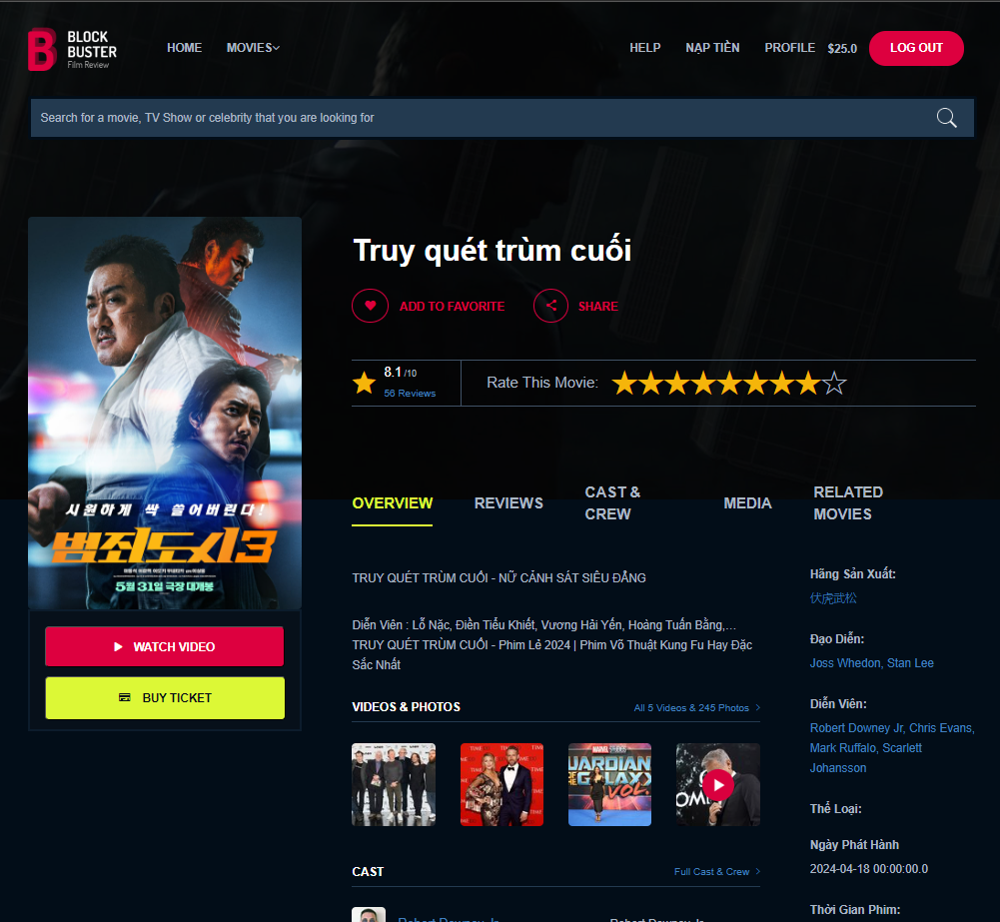 BLOCK
BUSTER
Film Review
HOME
MOVIES
HELP
NẠP TIỀN
PROFILE
$25.0
LOG OUT
Search for a movie, TV Show or celebrity that you are looking for
Truy quét trùm cuối
ADD TO FAVORITE
SHARE
8.1 /10
56 Reviews
Rate This Movie:
시원하게 싹 쓸어버린다!
범죄도시3
5월 31일 극장 대개봉
WATCH VIDEO
BUY TICKET
OVERVIEW
REVIEWS
CAST &
CREW
MEDIA
RELATED
MOVIES
TRUY QUÉT TRÙM CUỐI - NỮ CẢNH SÁT SIÊU ĐẲNG
Diễn Viên : Lỗ Nặc, Điền Tiểu Khiết, Vương Hải Yến, Hoàng Tuấn Bằng,…
TRUY QUÉT TRÙM CUỐI - Phim Lẻ 2024 | Phim Võ Thuật Kung Fu Hay Đặc
Sắc Nhất
VIDEOS & PHOTOS
All 5 Videos & 245 Photos
TIME
MARVEL STUDIOS
GALAXY
VOL.
CAST
Full Cast & Crew
Robert Downey Jr.
Robert Downey Jr.
Hãng Sản Xuất:
伏虎武松
Đạo Diễn:
Joss Whedon, Stan Lee
Diễn Viên:
Robert Downey Jr, Chris Evans,
Mark Ruffalo, Scarlett
Johansson
Thể Loại:
Ngày Phát Hành
2024-04-18 00:00:00.0
Thời Gian Phim: